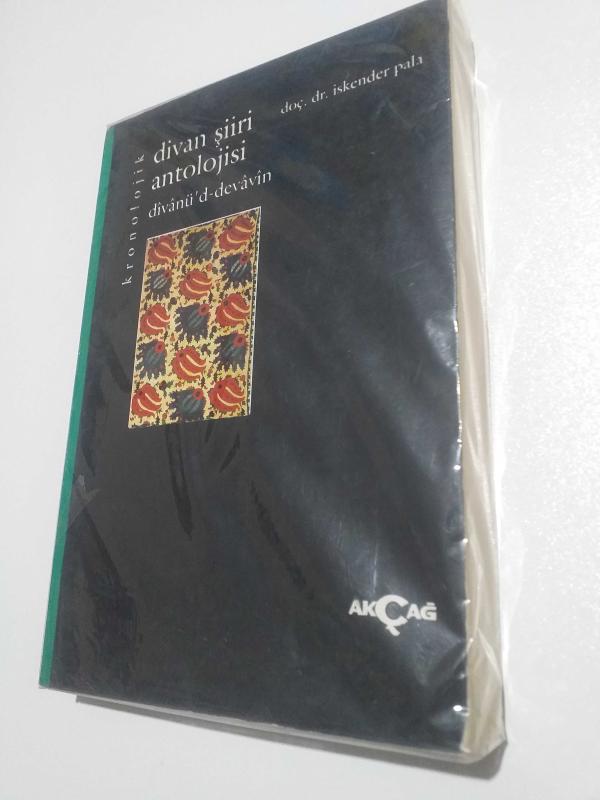 doç. dr. iskender pala
kronolojik
divan şiiri
antolojisi
dîvânü'd-devâvîn
AKÇAĞ